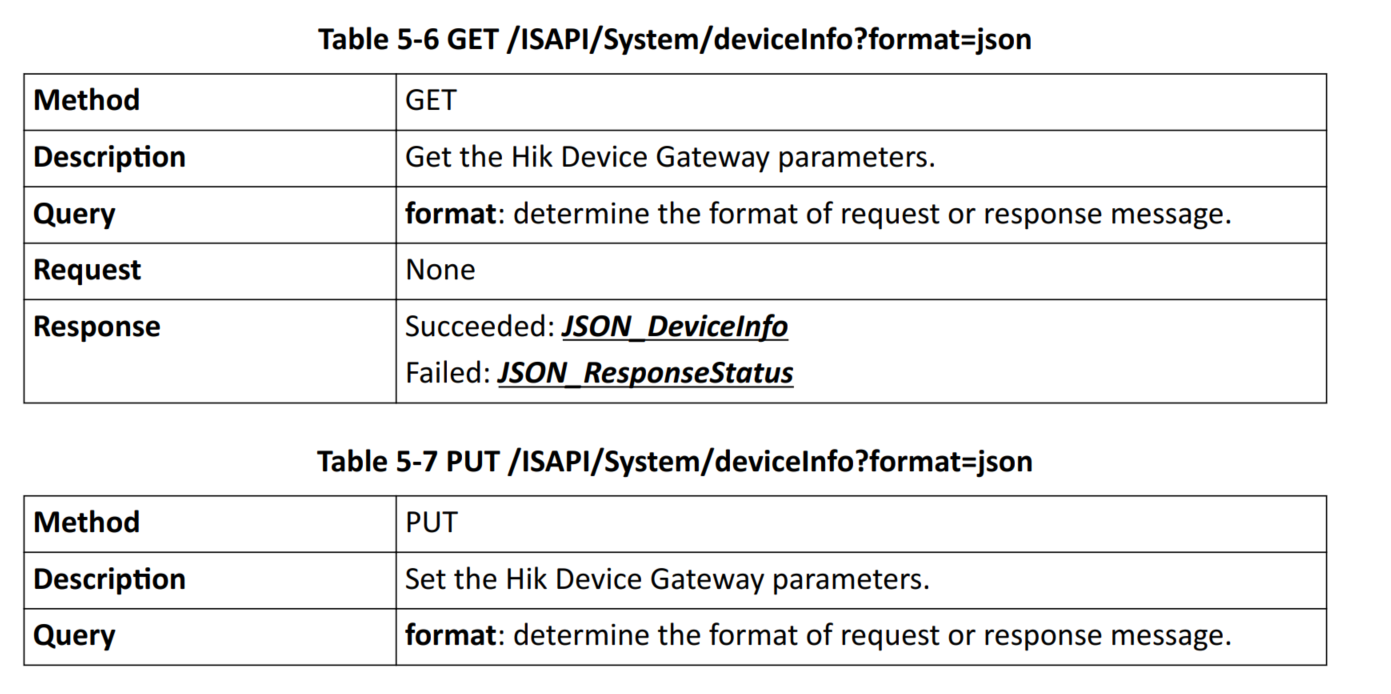 Table 5-6 GET /ISAPI/System/deviceInfo?format=json
Method GET
Description Get the Hik Device Gateway parameters.
Query format: determine the format of request or response message.
Request None
Response Succeeded: JSON_DeviceInfo
Failed: JSON_ResponseStatus
Table 5-7 PUT /ISAPI/System/deviceInfo?format=json
Method PUT
Description Set the Hik Device Gateway parameters.
Query format: determine the format of request or response message.